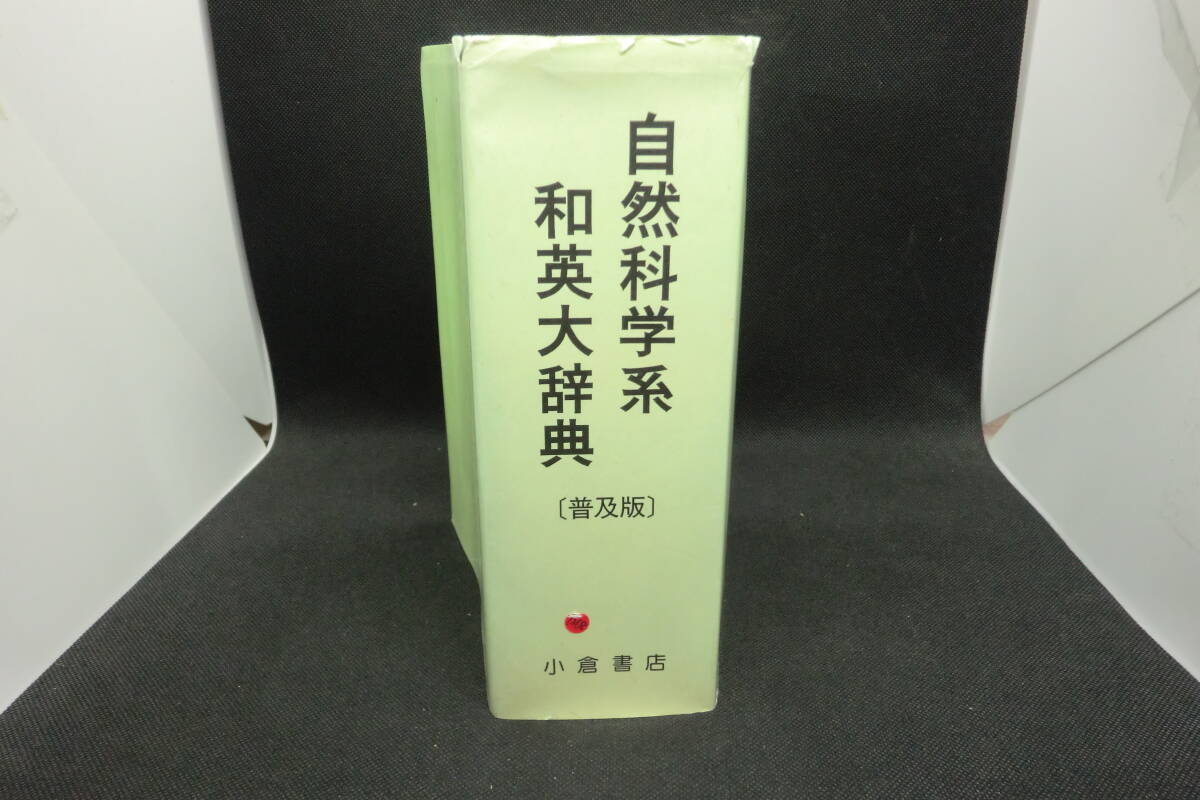 自然科学系
和英大辞典
〔普及版〕
小倉書店